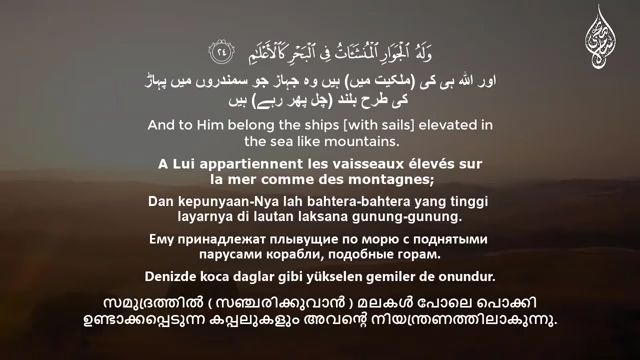 وَلَهُ الْجَوَارِ الْمُنشَآتُ فِي الْبَحْرِ كَالْأَعْلَامِ ﴿٢٤﴾
اور اللہ ہی کی (ملکیت میں) ہیں وہ جہاز جو سمندروں میں پہاڑ
کی طرح بلند (چل پھر رہے) ہیں
And to Him belong the ships [with sails] elevated in
the sea like mountains.
A Lui appartiennent les vaisseaux élevés sur
la mer comme des montagnes;
Dan kepunyaan-Nya lah bahtera-bahtera yang tinggi
layarnya di lautan laksana gunung-gunung.
Ему принадлежат плывущие по морю с поднятыми
парусами корабли, подобные горам.
Denizde koca daglar gibi yükselen gemiler de onundur.
സമുദ്രത്തില്‍ ( സഞ്ചരിക്കുവാന്‍ ) മലകള്‍ പോലെ പൊക്കി
ഉണ്ടാക്കപ്പെടുന്ന കപ്പലുകളും അവന്റെ നിയന്ത്രണത്തിലാകുന്നു.